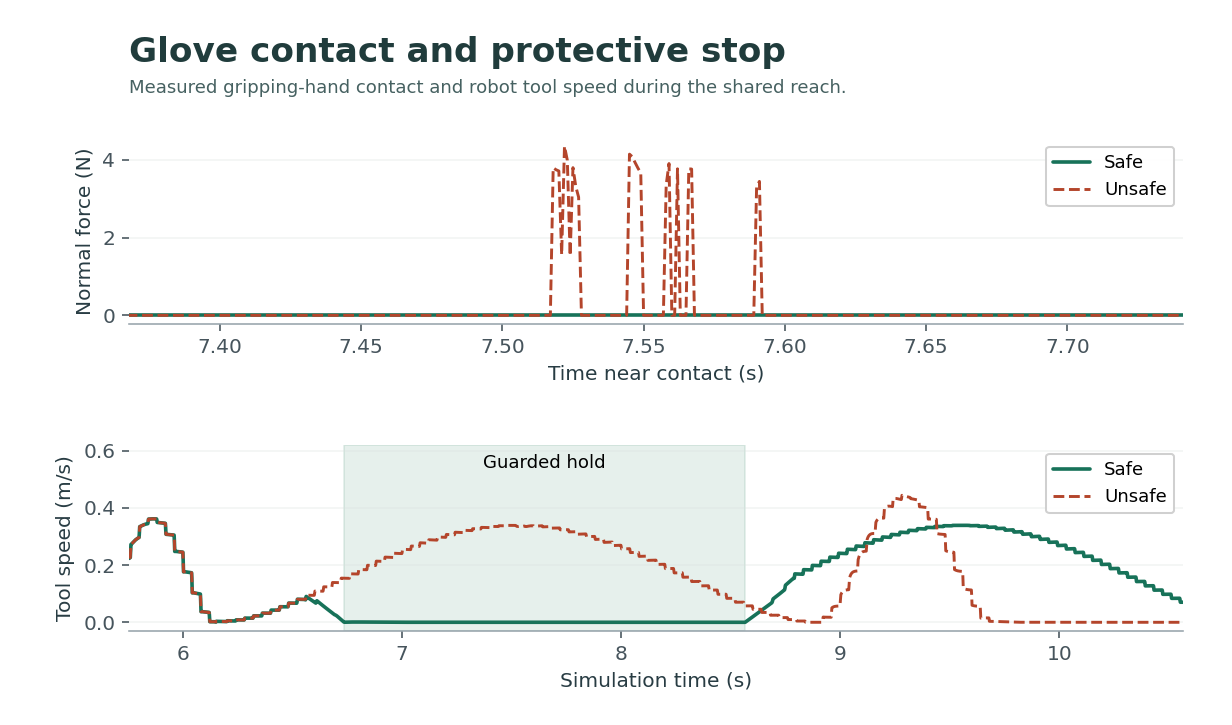 Glove contact and protective stop
Measured gripping-hand contact and robot tool speed during the shared reach.
Normal force (N)
4
2
0
Safe
Unsafe
7.40 7.45 7.50 7.55 7.60 7.65 7.70
Time near contact (s)
Tool speed (m/s)
0.6
0.4
0.2
0.0
Guarded hold
Safe
Unsafe
6 7 8 9 10
Simulation time (s)